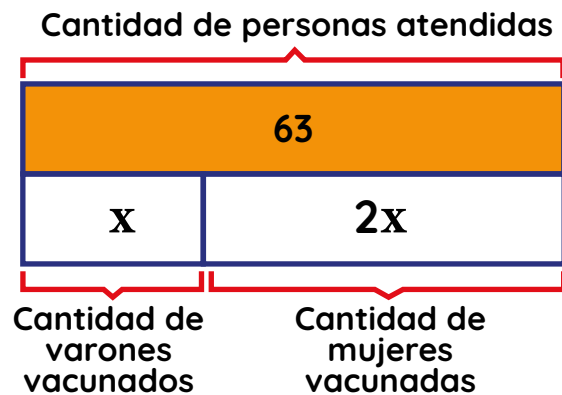 Cantidad de personas atendidas
63
x
2x
Cantidad de
varones
vacunados
Cantidad de
mujeres
vacunadas